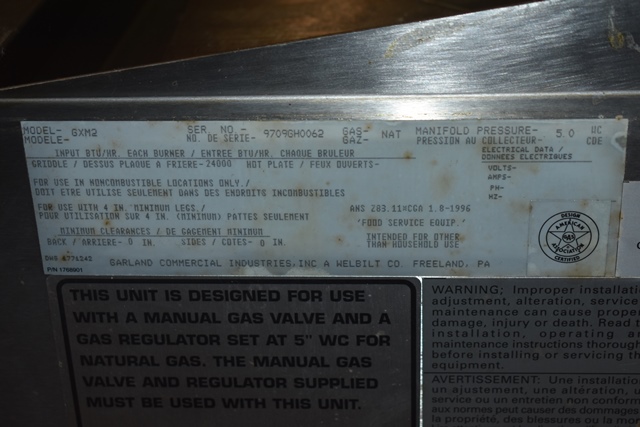 MODEL- GXM2 SER. NO - 9709GH0062 GAS- NAT MANIFOLD PRESSURE- 5.0 WC
MODELE- NO. DE SERIE- GAZ- PRESSION AU COLLECTEUR- CDE
INPUT BTU/HR. EACH BURNER / ENTREE BTU/HR. CHAQUE BRULEUR
GRIDDLE / DESSUS PLAQUE A FRIERE-24000 HOT PLATE / FEUX OUVERTS-
ELECTRICAL DATA /
DONNEES ELECTRIQUES
VOLTS-
AMPS-
PH-
HZ-
FOR USE IN NONCOMBUSTIBLE LOCATIONS ONLY./
DOIT ETRE UTILISE SEULEMENT DANS DES ENDROITS INCOMBUSTIBLES
FOR USE WITH 4 IN. MINIMUM LEGS./
POUR UTILISATION SUR 4 IN. (MINIMUM) PATTES SEULEMENT
MINIMUM CLEARANCES / DE GAGEMENT MINIMUM
BACK / ARRIERE- 0 IN. SIDES / COTES- 0 IN.
ANS Z83.11=CGA 1.8-1996
"FOOD SERVICE EQUIP."
INTENDED FOR OTHER
THAN HOUSEHOLD USE
DESIGN
AMERICAN
ASSOCIATION
CERTIFIED
GARLAND COMMERCIAL INDUSTRIES,INC A WELBILT CO. FREELAND, PA
P/N 1798901
THIS UNIT IS DESIGNED FOR USE
WITH A MANUAL GAS VALVE AND A
GAS REGULATOR SET AT 5" WC FOR
NATURAL GAS. THE MANUAL GAS
VALVE AND REGULATOR SUPPLIED
MUST BE USED WITH THIS UNIT.
WARNING; Improper installati
adjustment, alteration, service
maintenance can cause proper
damage, injury or death. Read t
installation, operating a
maintenance instructions thorough
before installing or servicing th
equipment.
AVERTISSEMENT: Une installation
un ajustement, une altération, u
service ou un entretien non conform
aux normes peut causer des dommages
la propriété, des blessures ou la mor